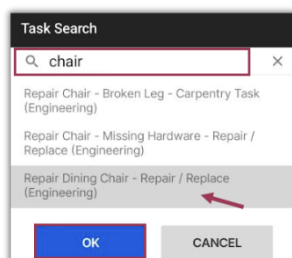 Task Search
chair
Repair Chair - Broken Leg - Carpentry Task
(Engineering)
Repair Chair - Missing Hardware - Repair /
Replace (Engineering)
Repair Dining Chair - Repair / Replace
(Engineering)
OK CANCEL